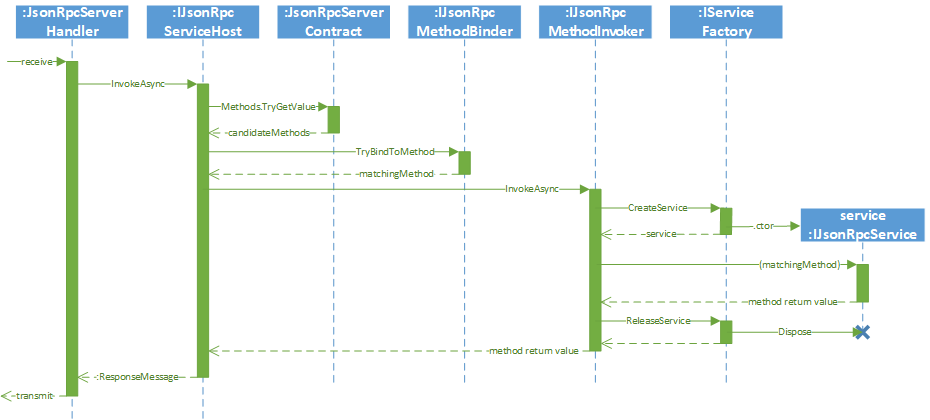 :JsonRpcServer
Handler
:IJsonRpc
ServiceHost
:JsonRpcServer
Contract
:IJsonRpc
MethodBinder
:IJsonRpc
MethodInvoker
:IService
Factory
receive
InvokeAsync
Methods.TryGetValue
candidateMethods
TryBindToMethod
matchingMethod
InvokeAsync
CreateService
service
:IJsonRpcService
.ctor
service
(matchingMethod)
method return value
ReleaseService
Dispose
method return value
:ResponseMessage
transmit